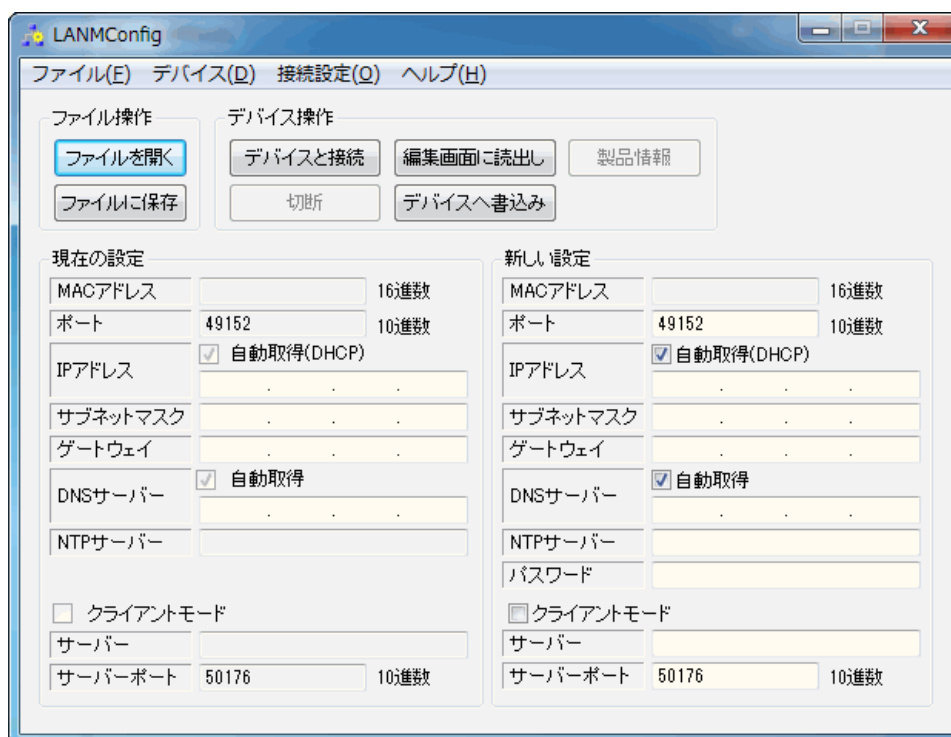 LANMConfig
ファイル(F) デバイス(D) 接続設定(O) ヘルプ(H)
ファイル操作 デバイス操作
ファイルを開く デバイスと接続 編集画面に読出し 製品情報
ファイルに保存 切断 デバイスへ書込み
現在の設定
MACアドレス 16進数
ポート 49152 10進数
IPアドレス 自動取得(DHCP)
. . .
サブネットマスク . . .
ゲートウェイ . . .
DNSサーバー 自動取得
. . .
NTPサーバー
クライアントモード
サーバー
サーバーポート 50176 10進数
新しい設定
MACアドレス 16進数
ポート 49152 10進数
IPアドレス 自動取得(DHCP)
. . .
サブネットマスク . . .
ゲートウェイ . . .
DNSサーバー 自動取得
. . .
NTPサーバー
パスワード
クライアントモード
サーバー
サーバーポート 50176 10進数